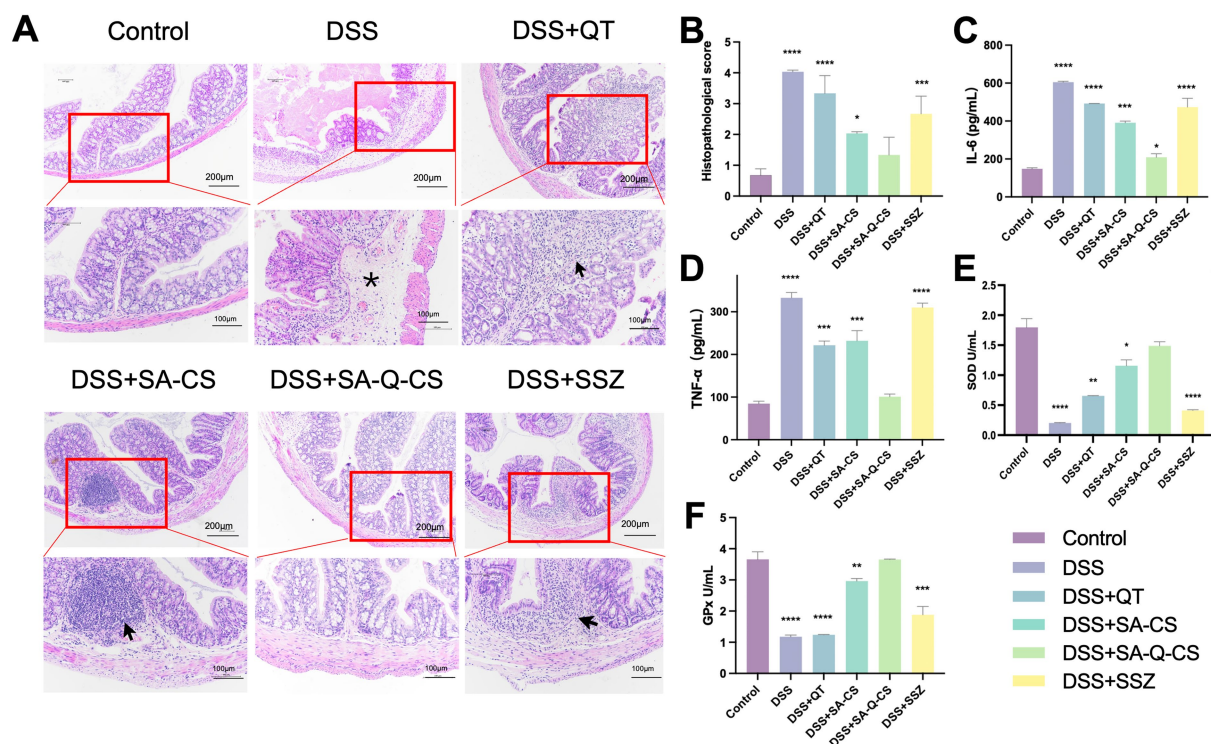 A
Control
DSS
DSS+QT
200μm
200μm
200μm
*
100μm
100μm
100μm
DSS+SA-CS
DSS+SA-Q-CS
DSS+SSZ
200μm
200μm
200μm
100μm
100μm
100μm
B
Histopathological score
5
4
3
2
1
0
****
****
*
***
Control
DSS
DSS+QT
DSS+SA-CS
DSS+SA-Q-CS
DSS+SSZ
C
IL-6 (pg/mL)
800
600
400
200
0
****
****
***
*
****
Control
DSS
DSS+QT
DSS+SA-CS
DSS+SA-Q-CS
DSS+SSZ
D
TNF-α (pg/mL)
300
200
100
0
****
***
***
****
Control
DSS
DSS+QT
DSS+SA-CS
DSS+SA-Q-CS
DSS+SSZ
E
SOD U/mL
2.0
1.5
1.0
0.5
0.0
****
**
*
****
Control
DSS
DSS+QT
DSS+SA-CS
DSS+SA-Q-CS
DSS+SSZ
F
GPx U/mL
5
4
3
2
1
0
****
****
**
***
Control
DSS
DSS+QT
DSS+SA-CS
DSS+SA-Q-CS
DSS+SSZ
Control
DSS
DSS+QT
DSS+SA-CS
DSS+SA-Q-CS
DSS+SSZ